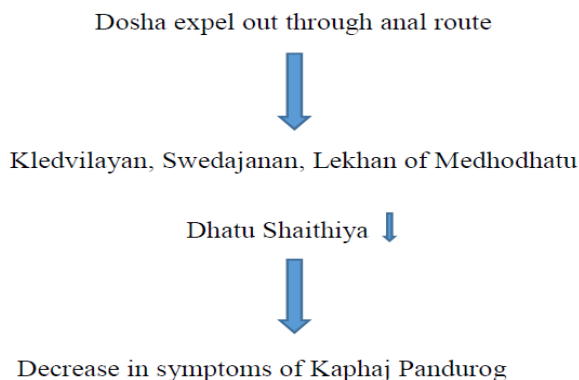 Dosha expel out through anal route
Kledvilayan, Swedajanan, Lekhan of Medhodhatu
Dhatu Shaithiya
Decrease in symptoms of Kaphaj Pandurog